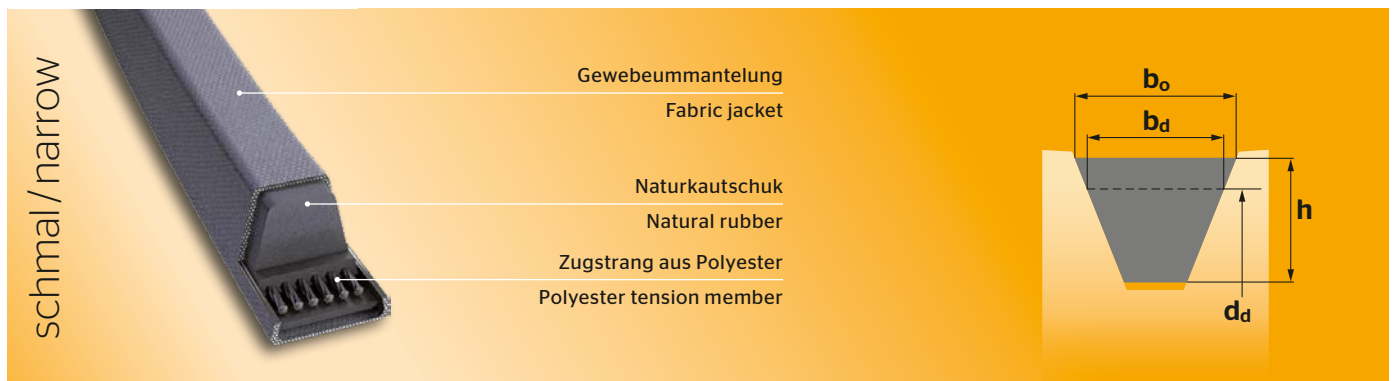 schmal / narrow
Gewebeummantelung
Fabric jacket
Naturkautschuk
Natural rubber
Zugstrang aus Polyester
Polyester tension member
bo
bd
h
dd